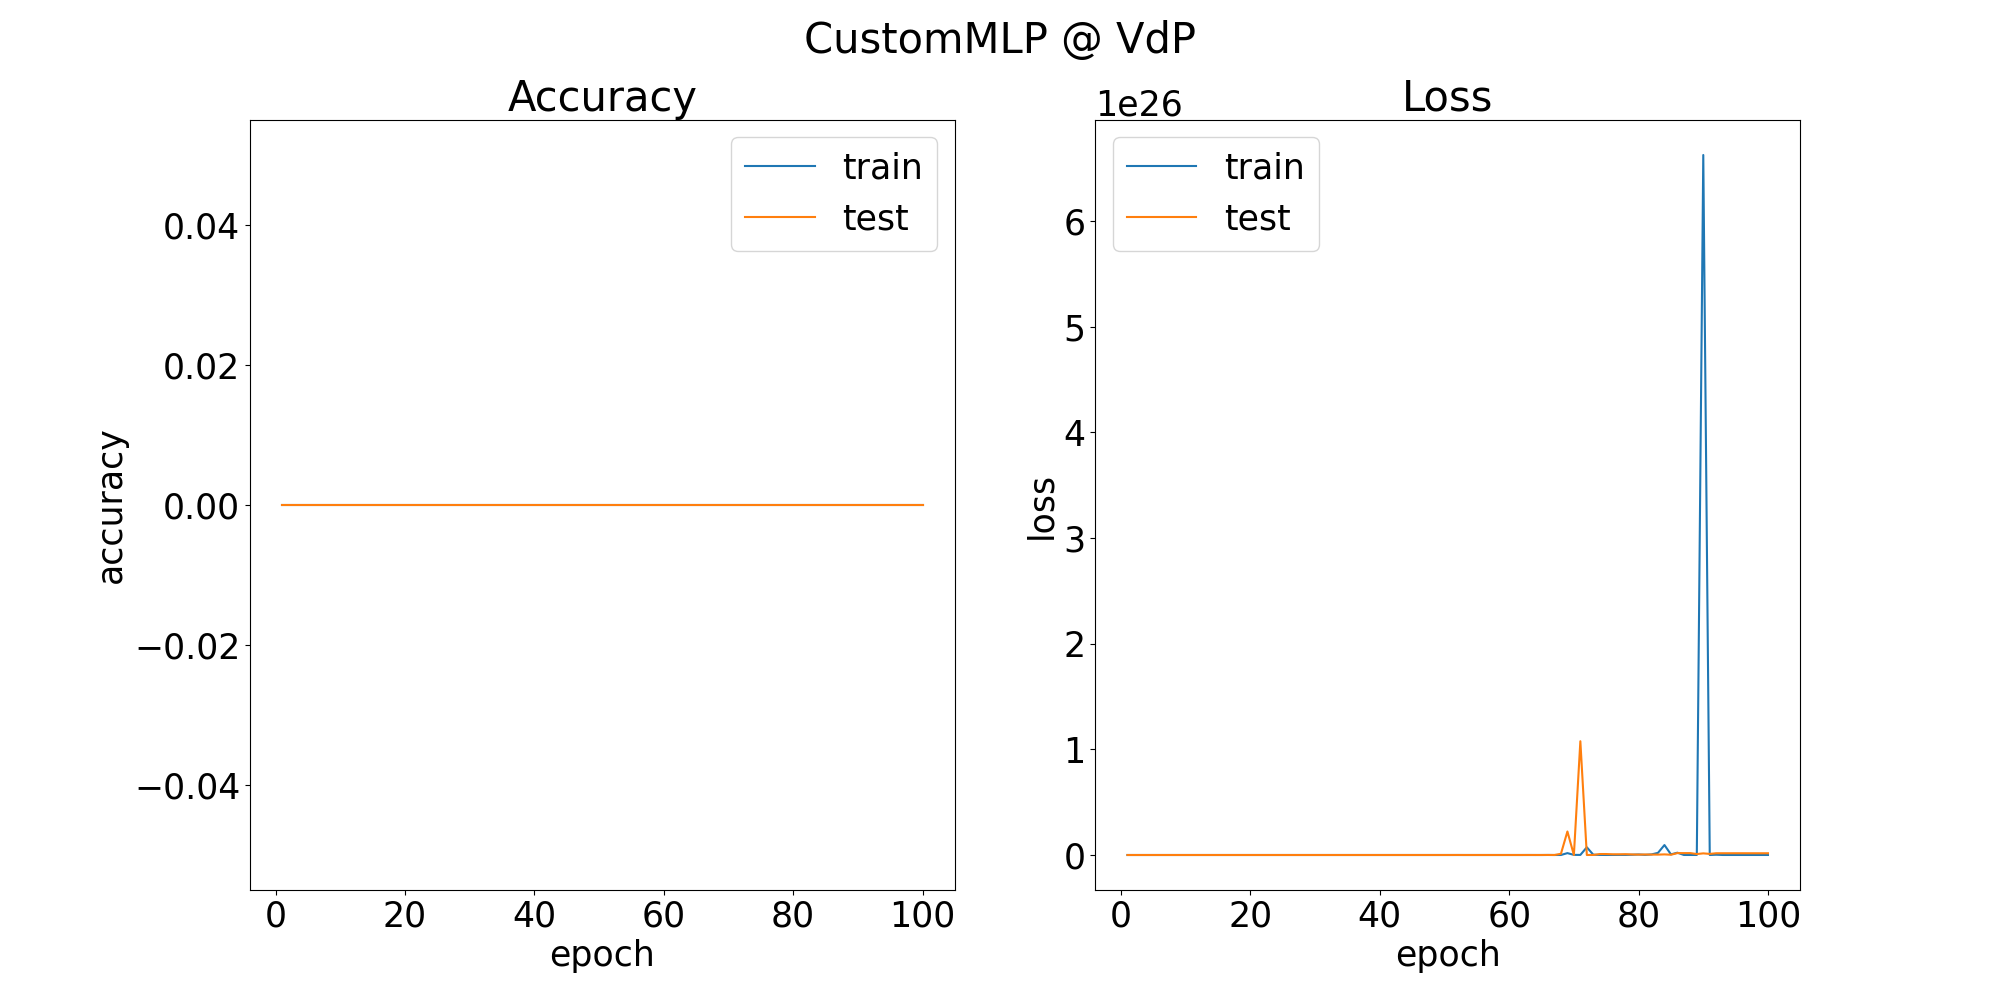 CustomMLP @ VdP
Accuracy
train
test
0.04
0.02
0.00
−0.02
−0.04
accuracy
0 20 40 60 80 100
epoch
Loss
1e26
train
test
6
5
4
3
2
1
0
loss
0 20 40 60 80 100
epoch